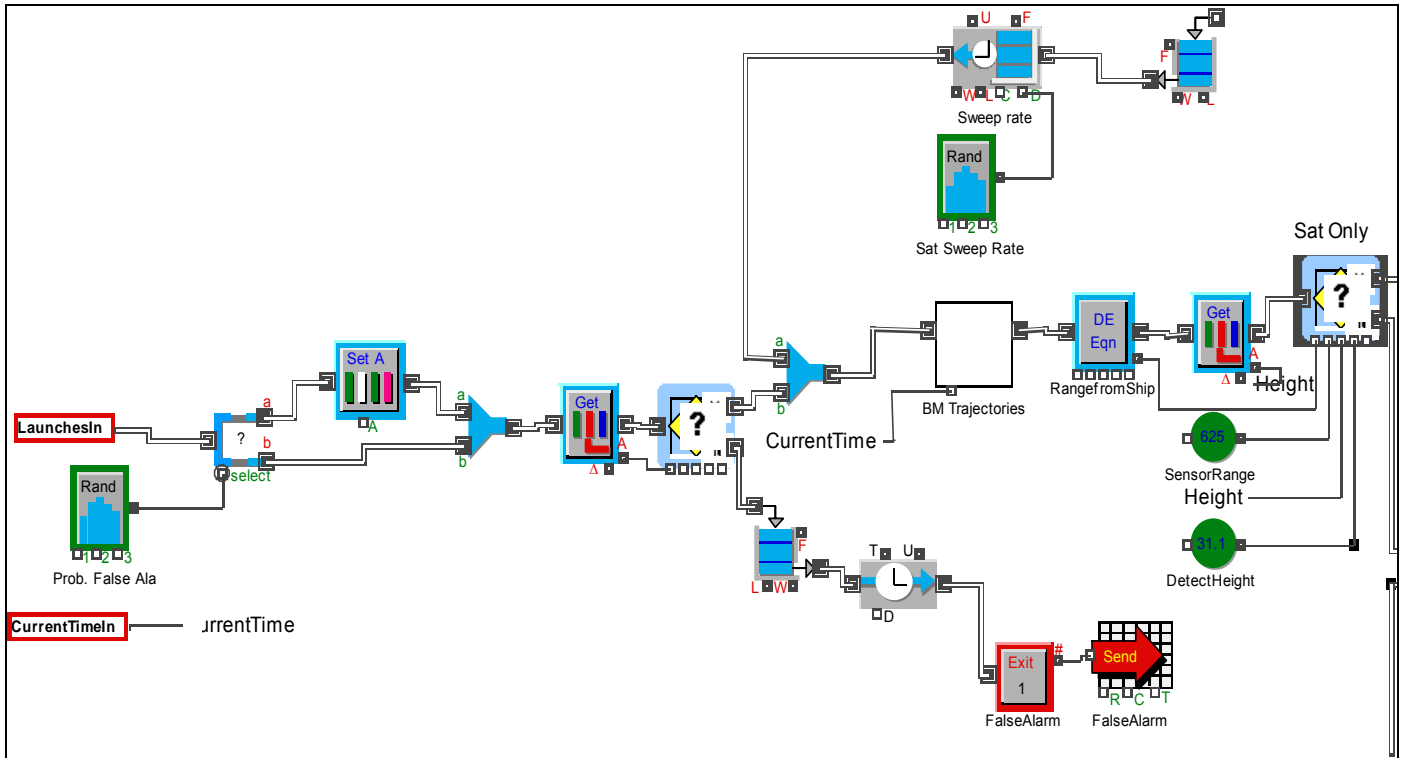 U F
F
W L C D
W L
Sweep rate
Rand
1 2 3
Sat Sweep Rate
Sat Only
?
a
b
DE
Eqn
RangefromShip
Get
A
Δ
Height
BM Trajectories
CurrentTime
625
SensorRange
Height
31.1
DetectHeight
LaunchesIn
?
a
b
select
Set A
A
a
b
Get
A
Δ
?
Rand
1 2 3
Prob. False Ala
CurrentTimeIn
urrentTime
F
L W
T U
D
Exit
1
#
FalseAlarm
Send
R C T
FalseAlarm